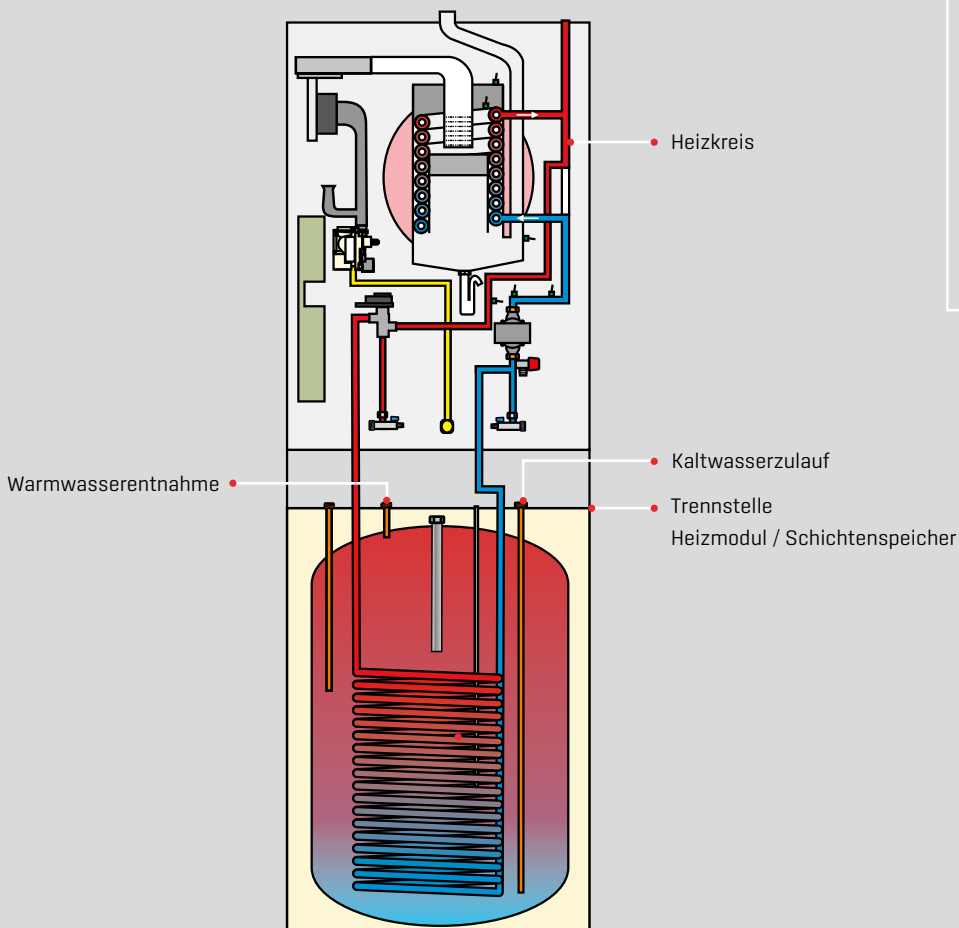 Heizkreis
Warmwasserentnahme
Kaltwasserzulauf
Trennstelle
Heizmodul / Schichtenspeicher